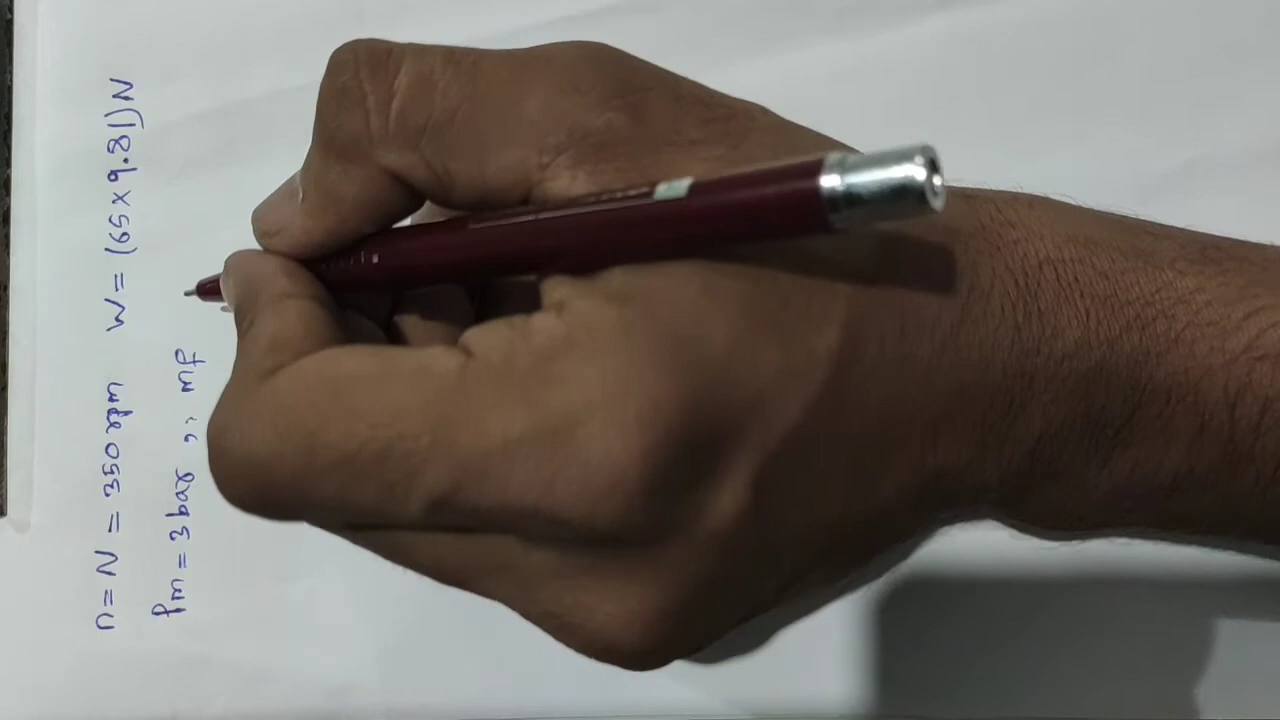 n = N = 350 rpm W = (65 × 9.81) N
Pm = 3 bar ,; mf